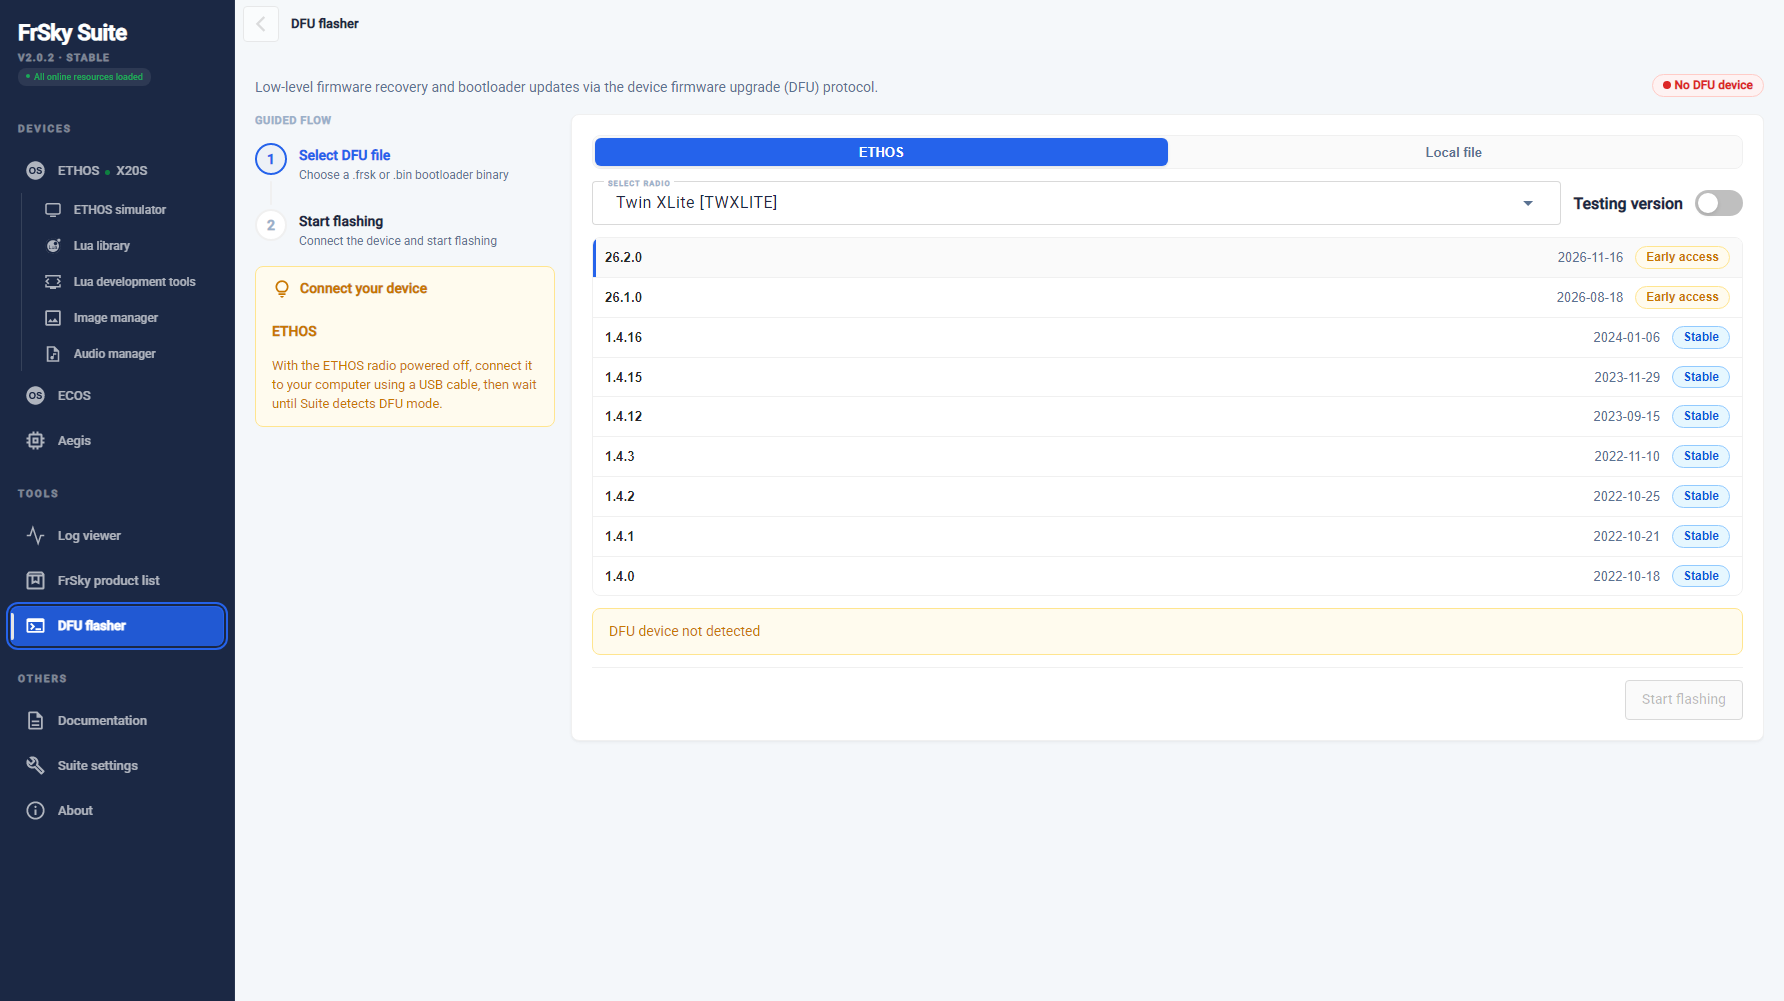 FrSky Suite
V2.0.2 · STABLE
All online resources loaded
DEVICES
ETHOS • X20S
ETHOS simulator
Lua library
Lua development tools
Image manager
Audio manager
ECOS
Aegis
TOOLS
Log viewer
FrSky product list
DFU flasher
OTHERS
Documentation
Suite settings
About
DFU flasher
Low-level firmware recovery and bootloader updates via the device firmware upgrade (DFU) protocol.
No DFU device
GUIDED FLOW
1
Select DFU file
Choose a .frsk or .bin bootloader binary
2
Start flashing
Connect the device and start flashing
Connect your device
ETHOS
With the ETHOS radio powered off, connect it
to your computer using a USB cable, then wait
until Suite detects DFU mode.
ETHOS
Local file
SELECT RADIO
Twin XLite [TWXLITE]
Testing version
26.2.0 2026-11-16 Early access
26.1.0 2026-08-18 Early access
1.4.16 2024-01-06 Stable
1.4.15 2023-11-29 Stable
1.4.12 2023-09-15 Stable
1.4.3 2022-11-10 Stable
1.4.2 2022-10-25 Stable
1.4.1 2022-10-21 Stable
1.4.0 2022-10-18 Stable
DFU device not detected
Start flashing